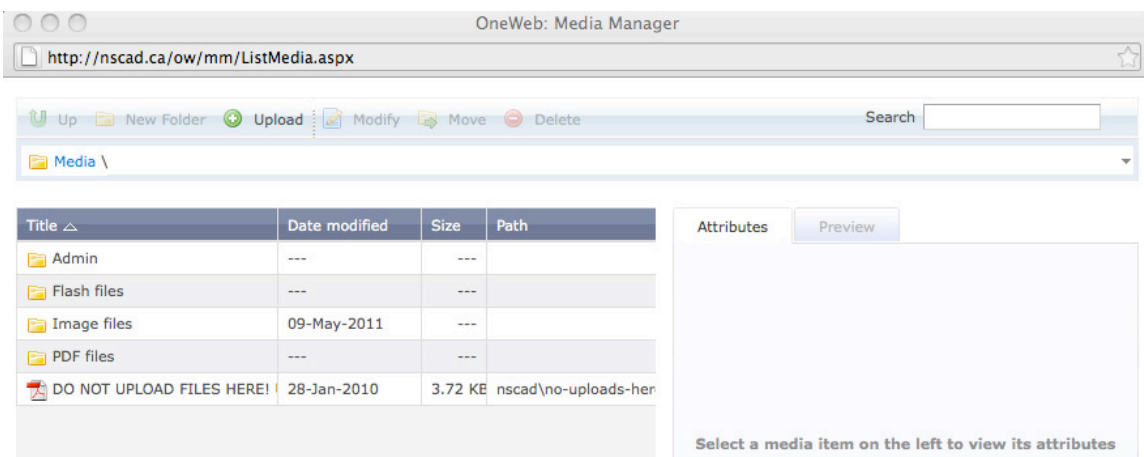 OneWeb: Media Manager
http://nscad.ca/ow/mm/ListMedia.aspx
Up New Folder Upload Modify Move Delete Search
Media \
Title Date modified Size Path
Attributes Preview
Admin --- ---
Flash files --- ---
Image files 09-May-2011 ---
PDF files --- ---
DO NOT UPLOAD FILES HERE! 28-Jan-2010 3.72 KB nscad\no-uploads-her
Select a media item on the left to view its attributes